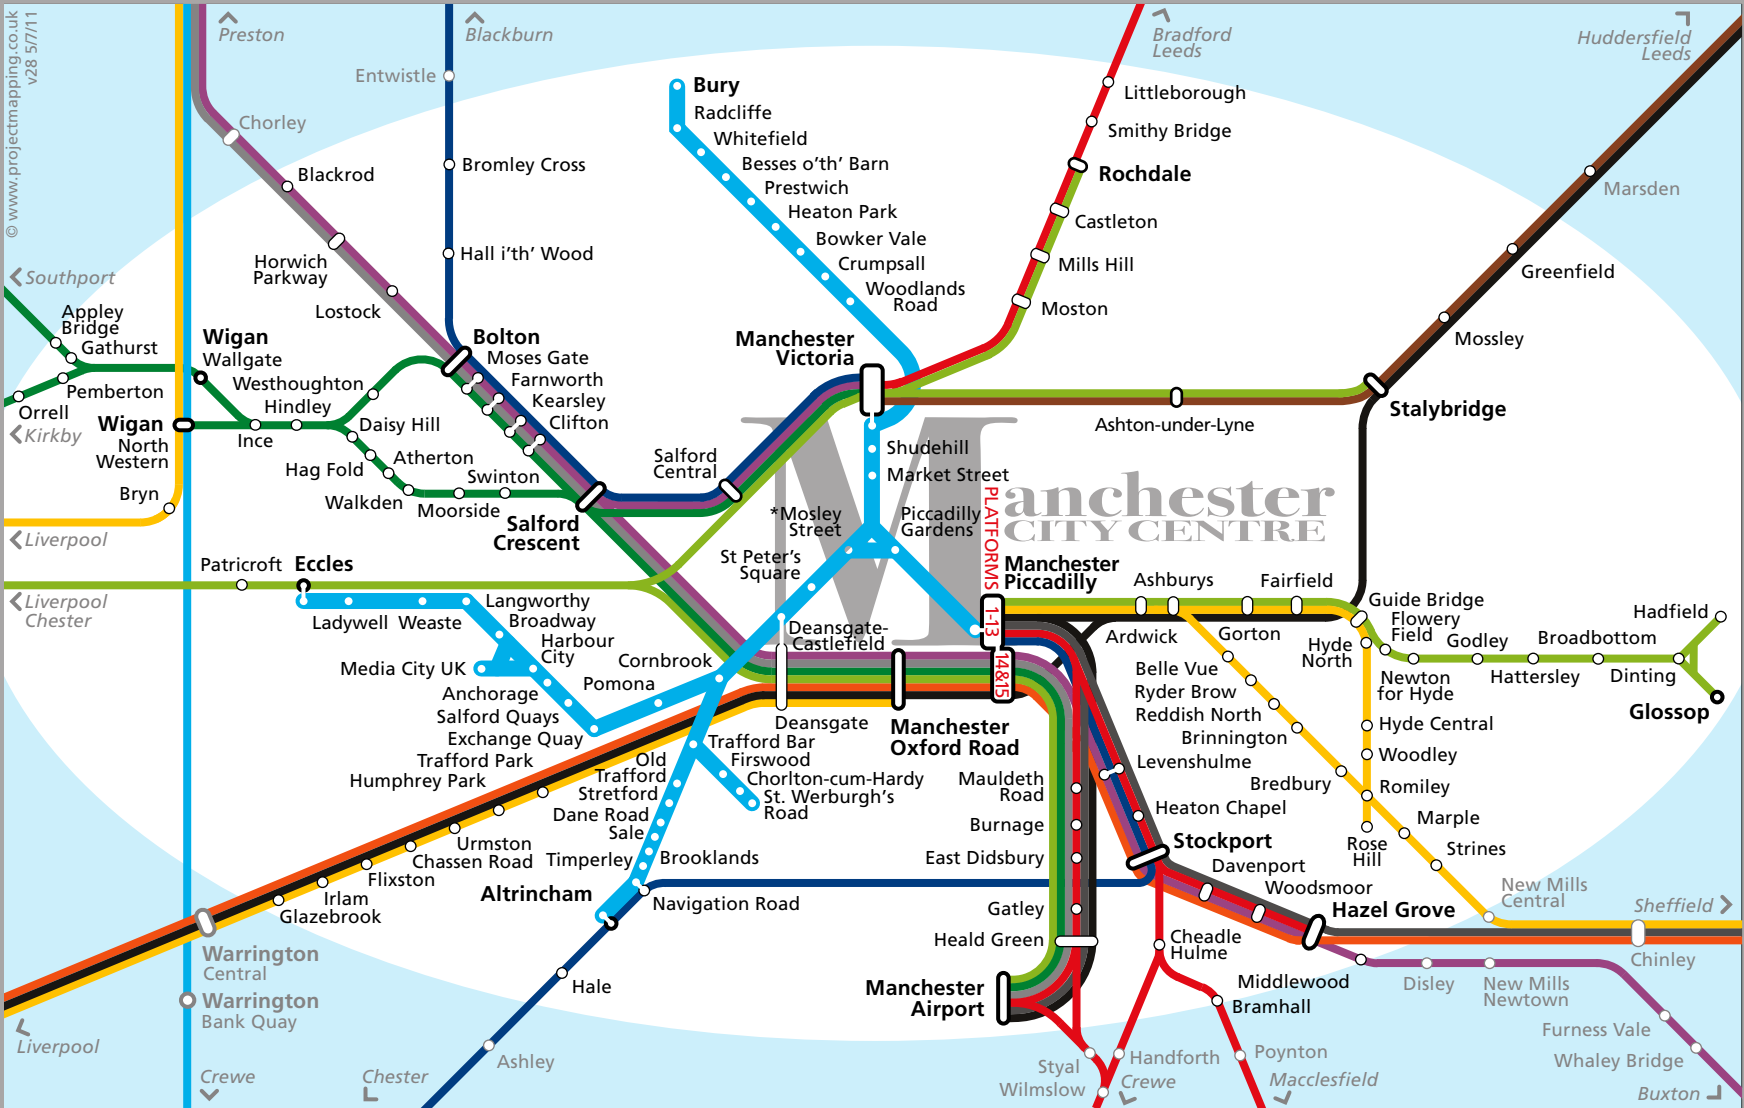 © www.projectmapping.co.uk
v28 5/7/11
Preston
Blackburn
Bradford
Leeds
Huddersfield
Leeds
Entwistle
Bury
Radcliffe
Whitefield
Besses o'th' Barn
Prestwich
Heaton Park
Bowker Vale
Crumpsall
Woodlands
Road
Littleborough
Smithy Bridge
Rochdale
Castleton
Mills Hill
Moston
Chorley
Blackrod
Horwich
Parkway
Lostock
Bromley Cross
Hall i'th' Wood
Marsden
Greenfield
Mossley
Stalybridge
Southport
Appley
Bridge
Gathurst
Pemberton
Orrell
Kirkby
Wigan
Wallgate
Wigan
North
Western
Bryn
Liverpool
Westhoughton
Hindley
Ince
Daisy Hill
Hag Fold
Atherton
Walkden
Swinton
Moorside
Bolton
Moses Gate
Farnworth
Kearsley
Clifton
Salford
Crescent
Salford
Central
Manchester
Victoria
Ashton-under-Lyne
Shudehill
Market Street
*Mosley
Street
Piccadilly
Gardens
St Peter's
Square
Manchester
CITY CENTRE
PLATFORMS
1-13
14&15
Manchester
Piccadilly
Patricroft
Eccles
Liverpool
Chester
Ladywell
Weaste
Langworthy
Broadway
Harbour
City
Media City UK
Anchorage
Salford Quays
Exchange Quay
Pomona
Cornbrook
Deansgate-
Castlefield
Deansgate
Manchester
Oxford Road
Ashburys
Fairfield
Ardwick
Gorton
Guide Bridge
Flowery
Field
Hyde
North
Godley
Newton
for Hyde
Hattersley
Broadbottom
Dinting
Hadfield
Glossop
Belle Vue
Ryder Brow
Reddish North
Brinnington
Bredbury
Hyde Central
Woodley
Romiley
Rose
Hill
Marple
Strines
New Mills
Central
Sheffield
Chinley
Trafford Park
Humphrey Park
Urmston
Chassen Road
Flixston
Irlam
Glazebrook
Warrington
Central
Warrington
Bank Quay
Liverpool
Crewe
Chester
Trafford Bar
Firswood
Chorlton-cum-Hardy
St. Werburgh's
Road
Old
Trafford
Stretford
Dane Road
Sale
Brooklands
Timperley
Altrincham
Navigation Road
Hale
Ashley
Mauldeth
Road
Burnage
East Didsbury
Gatley
Heald Green
Manchester
Airport
Levenshulme
Heaton Chapel
Stockport
Davenport
Woodsmoor
Hazel Grove
Cheadle
Hulme
Middlewood
Bramhall
Disley
New Mills
Newtown
Furness Vale
Whaley Bridge
Buxton
Styal
Wilmslow
Handforth
Crewe
Poynton
Macclesfield